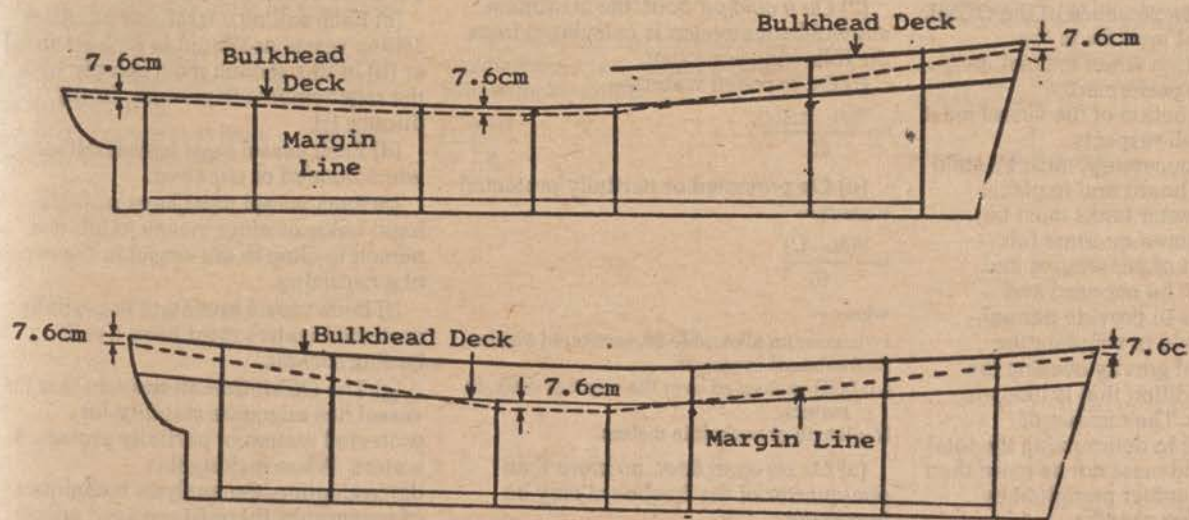 Bulkhead Deck
7.6cm
7.6cm
Bulkhead
Deck
7.6cm
Margin
Line
7.6cm
Bulkhead Deck
7.6c
7.6cm
Margin Line